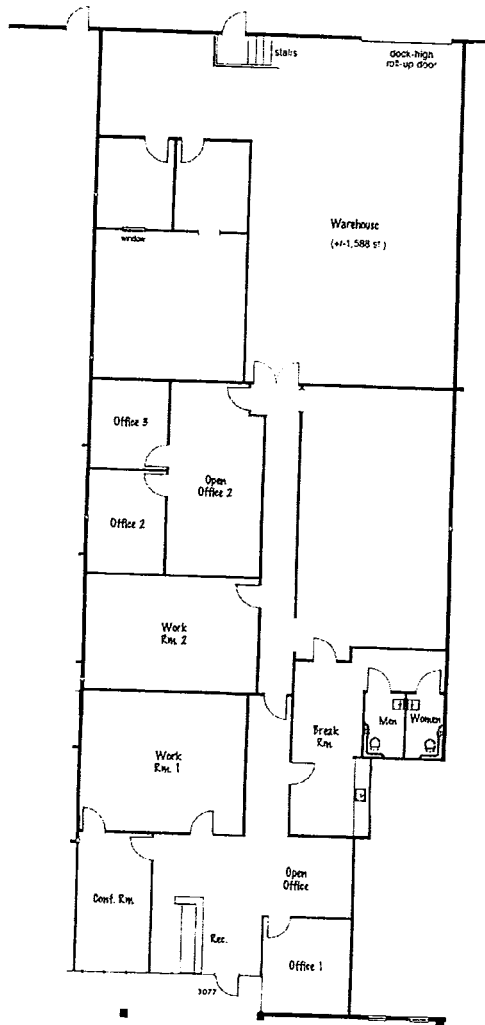 stairs
dock-high
roll-up door
window
Warehouse
(+/-1,588 sf)
Office 3
Open
Office 2
Office 2
Work
Rm. 2
Men
Women
Break
Rm.
Work
Rm. 1
Open
Office
Conf. Rm.
Rec.
Office 1
3077